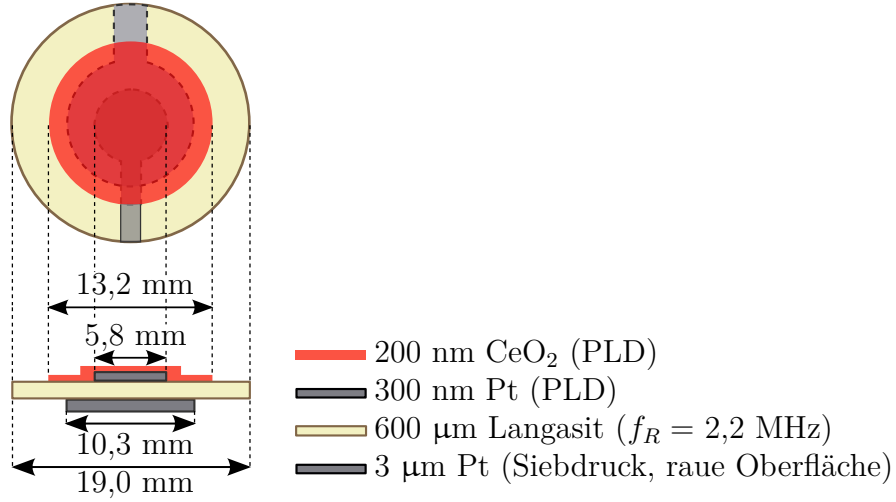 13,2 mm
5,8 mm
200 nm CeO₂ (PLD)
300 nm Pt (PLD)
600 µm Langasit (f_R = 2,2 MHz)
10,3 mm
3 µm Pt (Siebdruck, raue Oberfläche)
19,0 mm